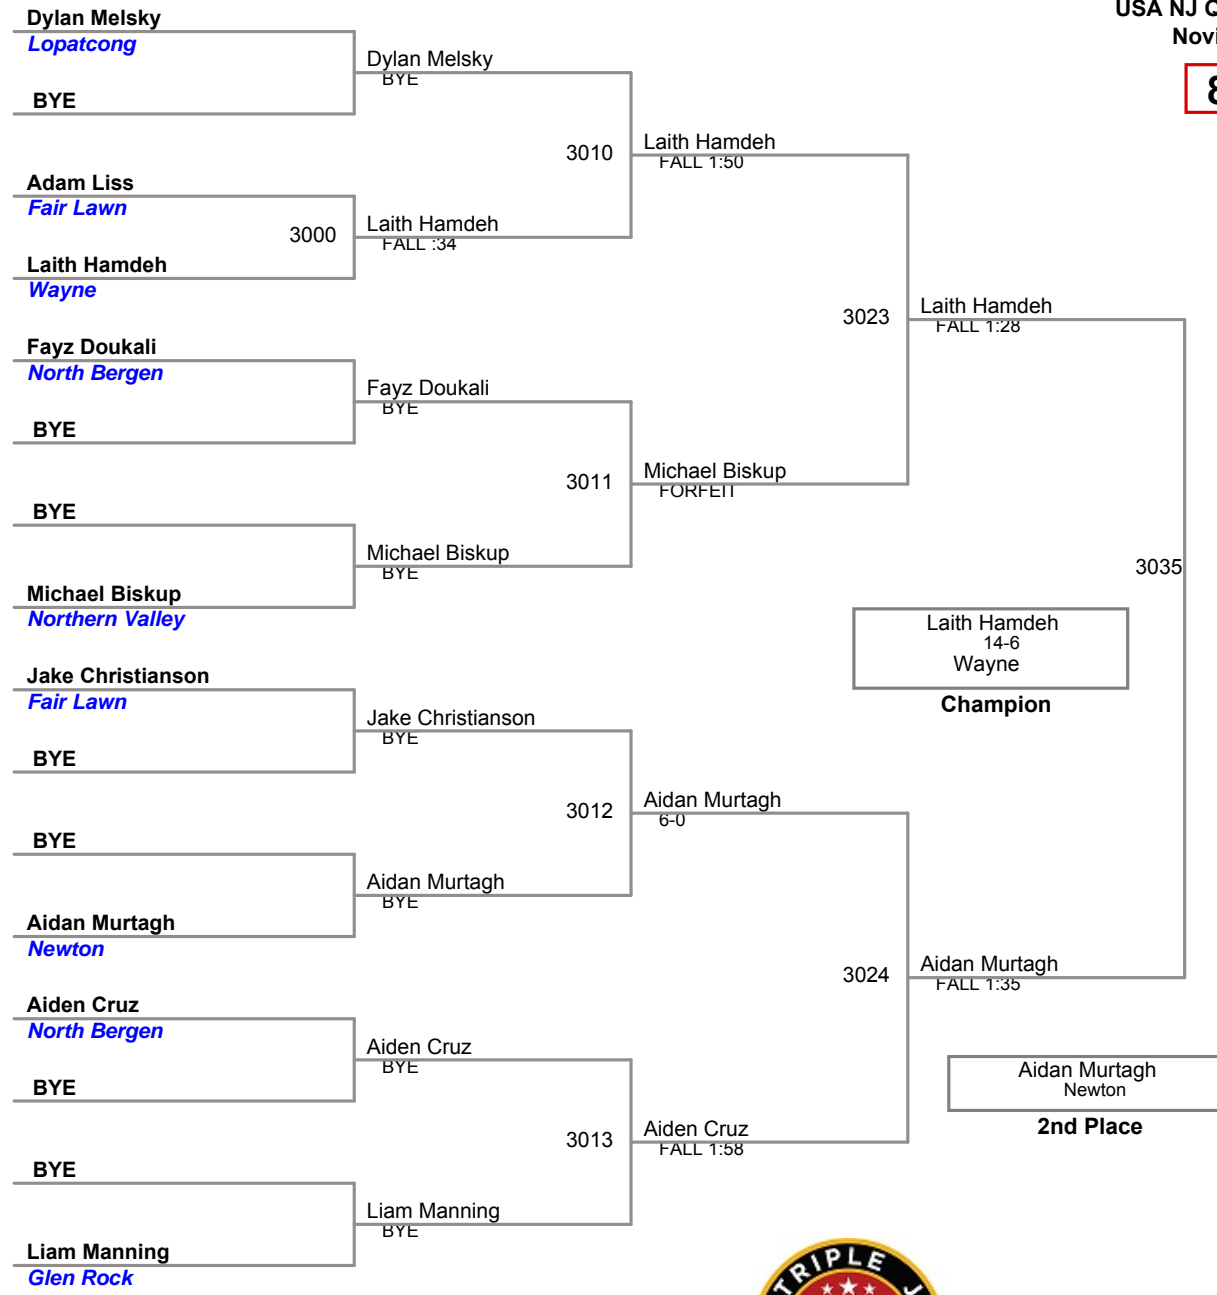 USA NJ Q
Novi
8
Dylan Melsky
Lopatcong
BYE
Adam Liss
Fair Lawn
Laith Hamdeh
Wayne
Fayz Doukali
North Bergen
BYE
BYE
Michael Biskup
Northern Valley
Jake Christianson
Fair Lawn
BYE
BYE
Aidan Murtagh
Newton
Aiden Cruz
North Bergen
BYE
BYE
Liam Manning
Glen Rock
3000
Dylan Melsky
BYE
Laith Hamdeh
FALL :34
Fayz Doukali
BYE
Michael Biskup
BYE
Jake Christianson
BYE
Aidan Murtagh
BYE
Aiden Cruz
BYE
Liam Manning
BYE
3010
3011
3012
3013
Laith Hamdeh
FALL 1:50
Michael Biskup
FORFEIT
Aidan Murtagh
6-0
Aiden Cruz
FALL 1:58
3023
3024
Laith Hamdeh
FALL 1:28
Aidan Murtagh
FALL 1:35
3035
Laith Hamdeh
14-6
Wayne
Champion
Aidan Murtagh
Newton
2nd Place
TRIPLE J